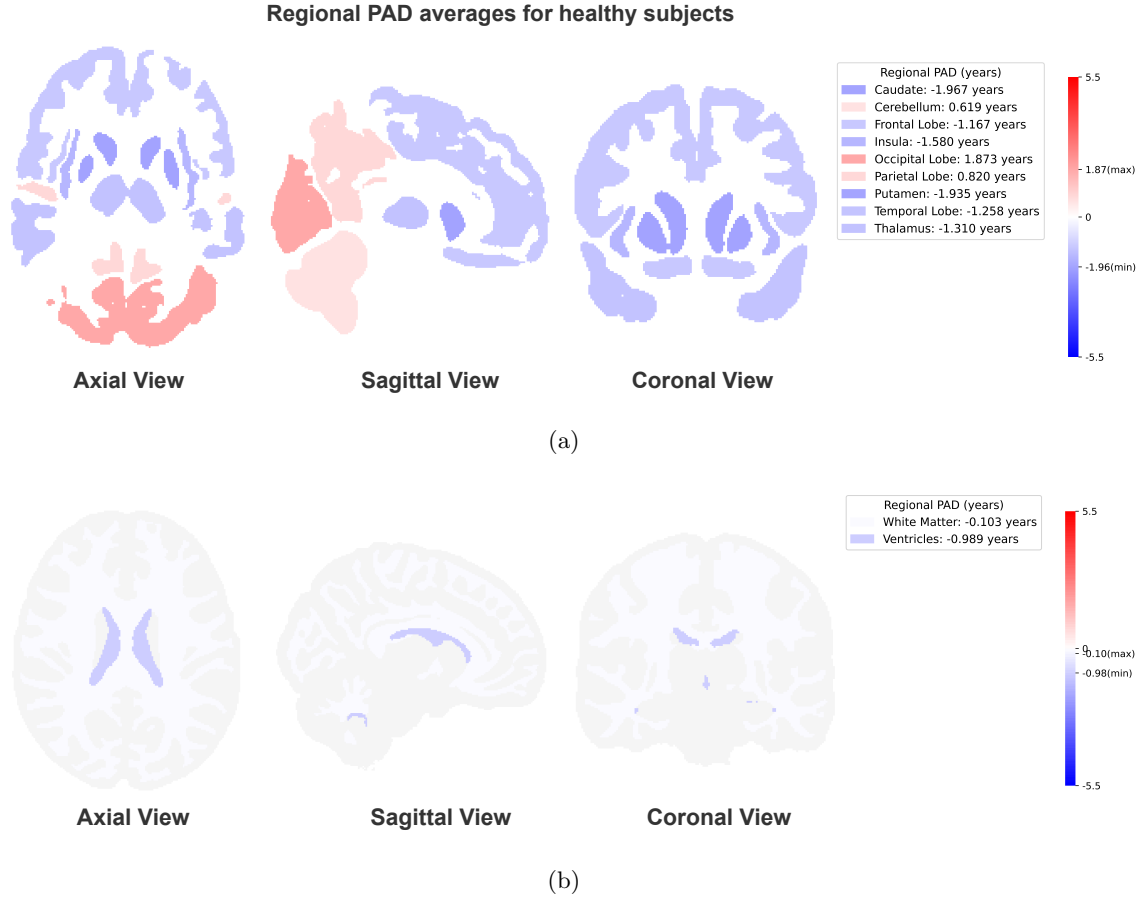 Regional PAD averages for healthy subjects
Regional PAD (years)
Caudate: -1.967 years
Cerebellum: 0.619 years
Frontal Lobe: -1.167 years
Insula: -1.580 years
Occipital Lobe: 1.873 years
Parietal Lobe: 0.820 years
Putamen: -1.935 years
Temporal Lobe: -1.258 years
Thalamus: -1.310 years
5.5
1.87(max)
0
-1.96(min)
-5.5
Axial View
Sagittal View
Coronal View
(a)
Regional PAD (years)
White Matter: -0.103 years
Ventricles: -0.989 years
5.5
0
-0.10(max)
-0.98(min)
-5.5
Axial View
Sagittal View
Coronal View
(b)